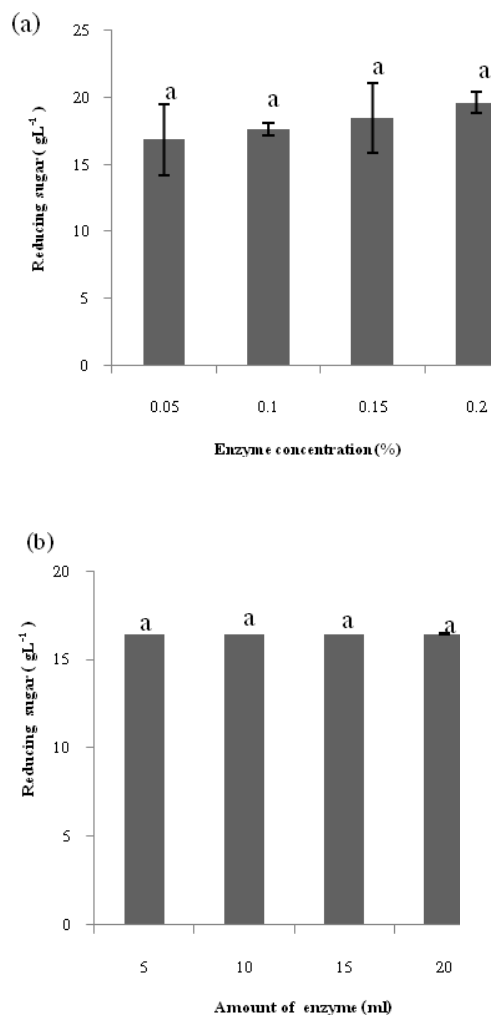 (a)
Reducing sugar ( gL⁻¹)
25
20
15
10
5
0
a a a a
0.05 0.1 0.15 0.2
Enzyme concentration (%)
(b)
Reducing sugar ( gL⁻¹)
20
15
10
5
0
a a a a
5 10 15 20
Amount of enzyme (ml)